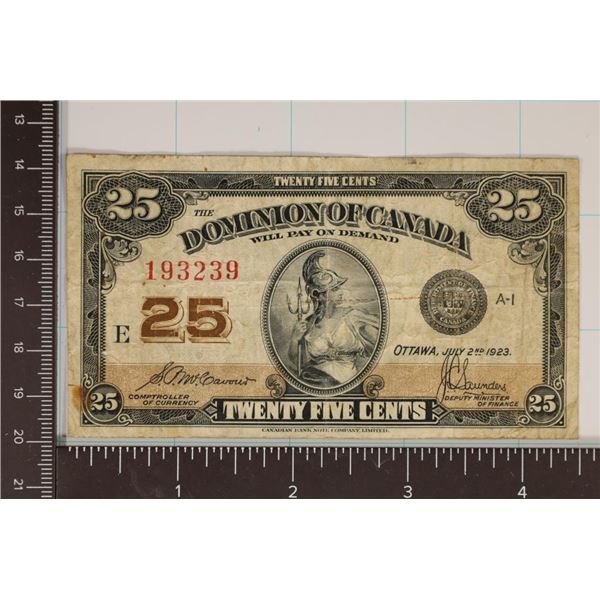 TWENTY FIVE CENTS
25 25
THE
DOMINION OF CANADA
WILL PAY ON DEMAND
193239
A-1
E 25
OTTAWA, JULY 2ND 1923.
COMPTROLLER OF CURRENCY
J.C. Saunders
DEPUTY MINISTER OF FINANCE
25 TWENTY FIVE CENTS 25
CANADIAN BANK NOTE COMPANY, LIMITED.
13
14
15
16
17
18
19
20
21
1 2 3 4